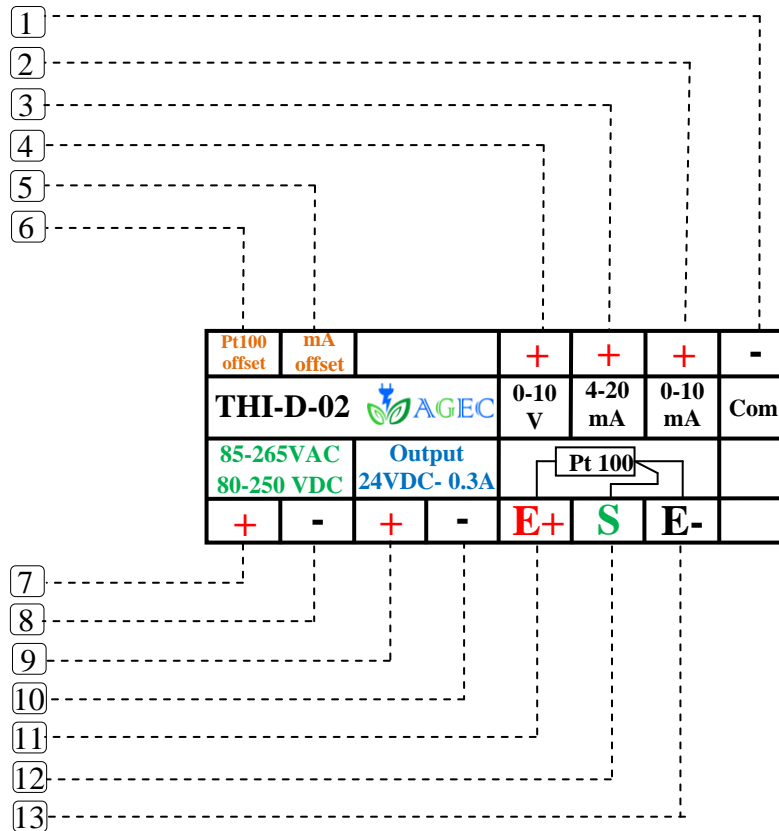 1
2
3
4
5
6
Pt100 offset
mA offset
+
+
+
-
THI-D-02
AGEC
0-10 V
4-20 mA
0-10 mA
Com
85-265VAC
80-250 VDC
Output
24VDC- 0.3A
Pt 100
+
-
+
-
E+
S
E-
7
8
9
10
11
12
13